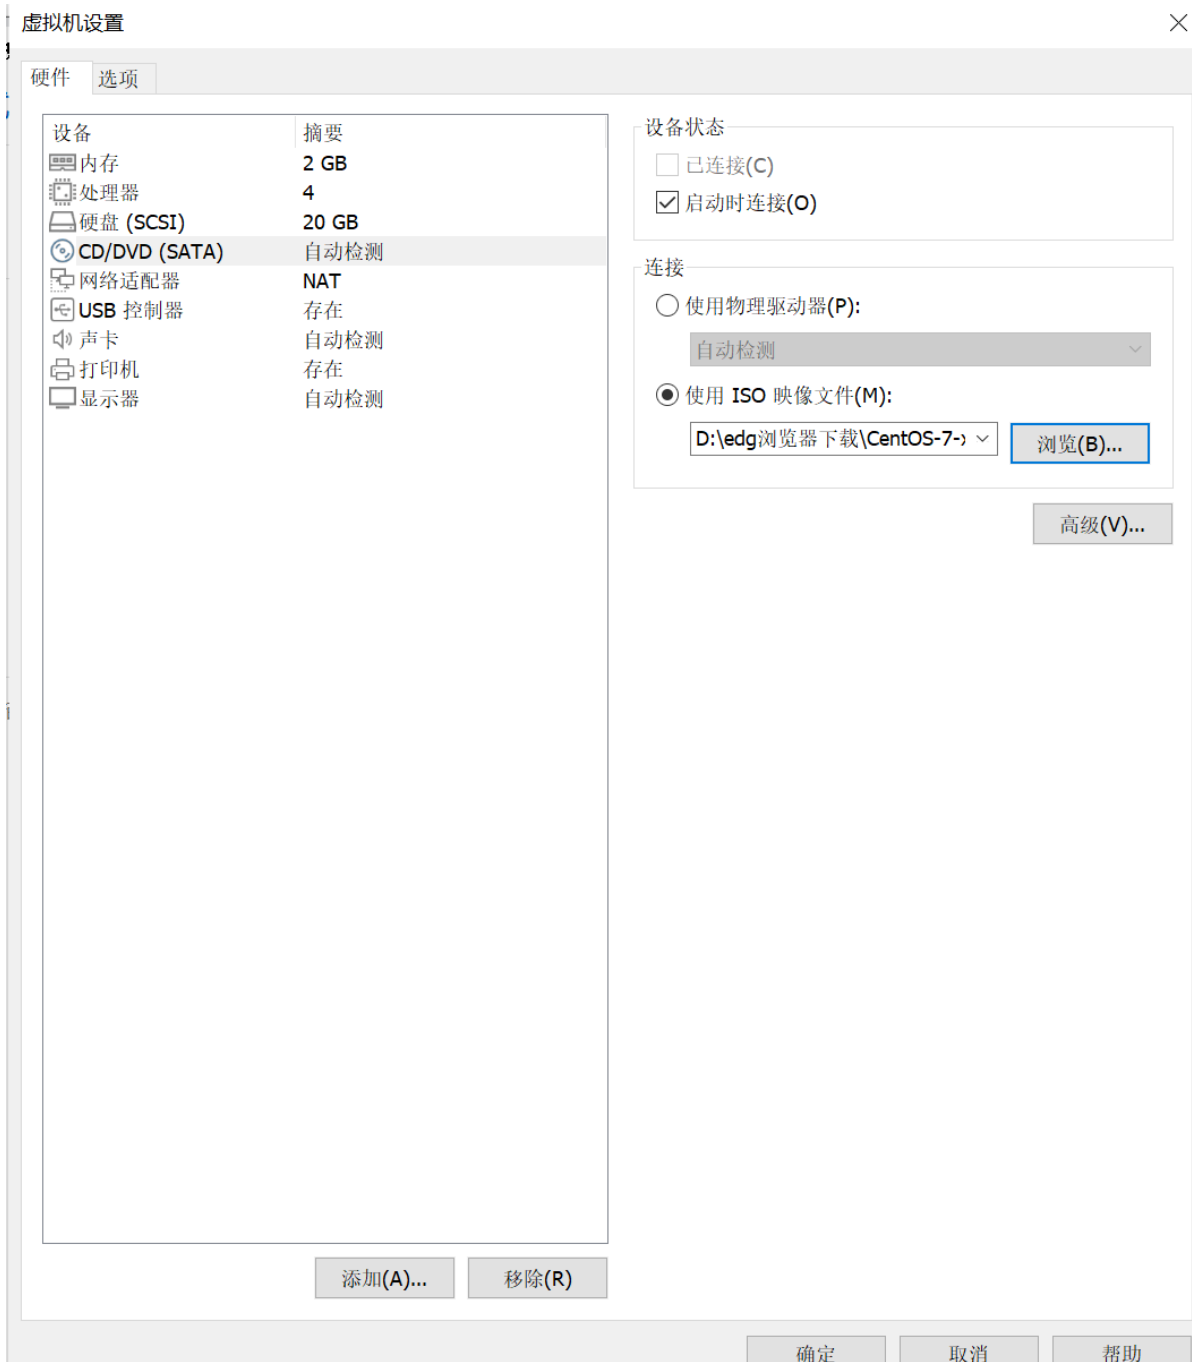 虚拟机设置
硬件 选项
设备 摘要
内存 2 GB
处理器 4
硬盘 (SCSI) 20 GB
CD/DVD (SATA) 自动检测
网络适配器 NAT
USB 控制器 存在
声卡 自动检测
打印机 存在
显示器 自动检测
添加(A)... 移除(R)
设备状态
已连接(C)
启动时连接(O)
连接
使用物理驱动器(P):
自动检测
使用 ISO 映像文件(M):
D:\edg浏览器下载\CentOS-7-
浏览(B)...
高级(V)...
确定 取消 帮助